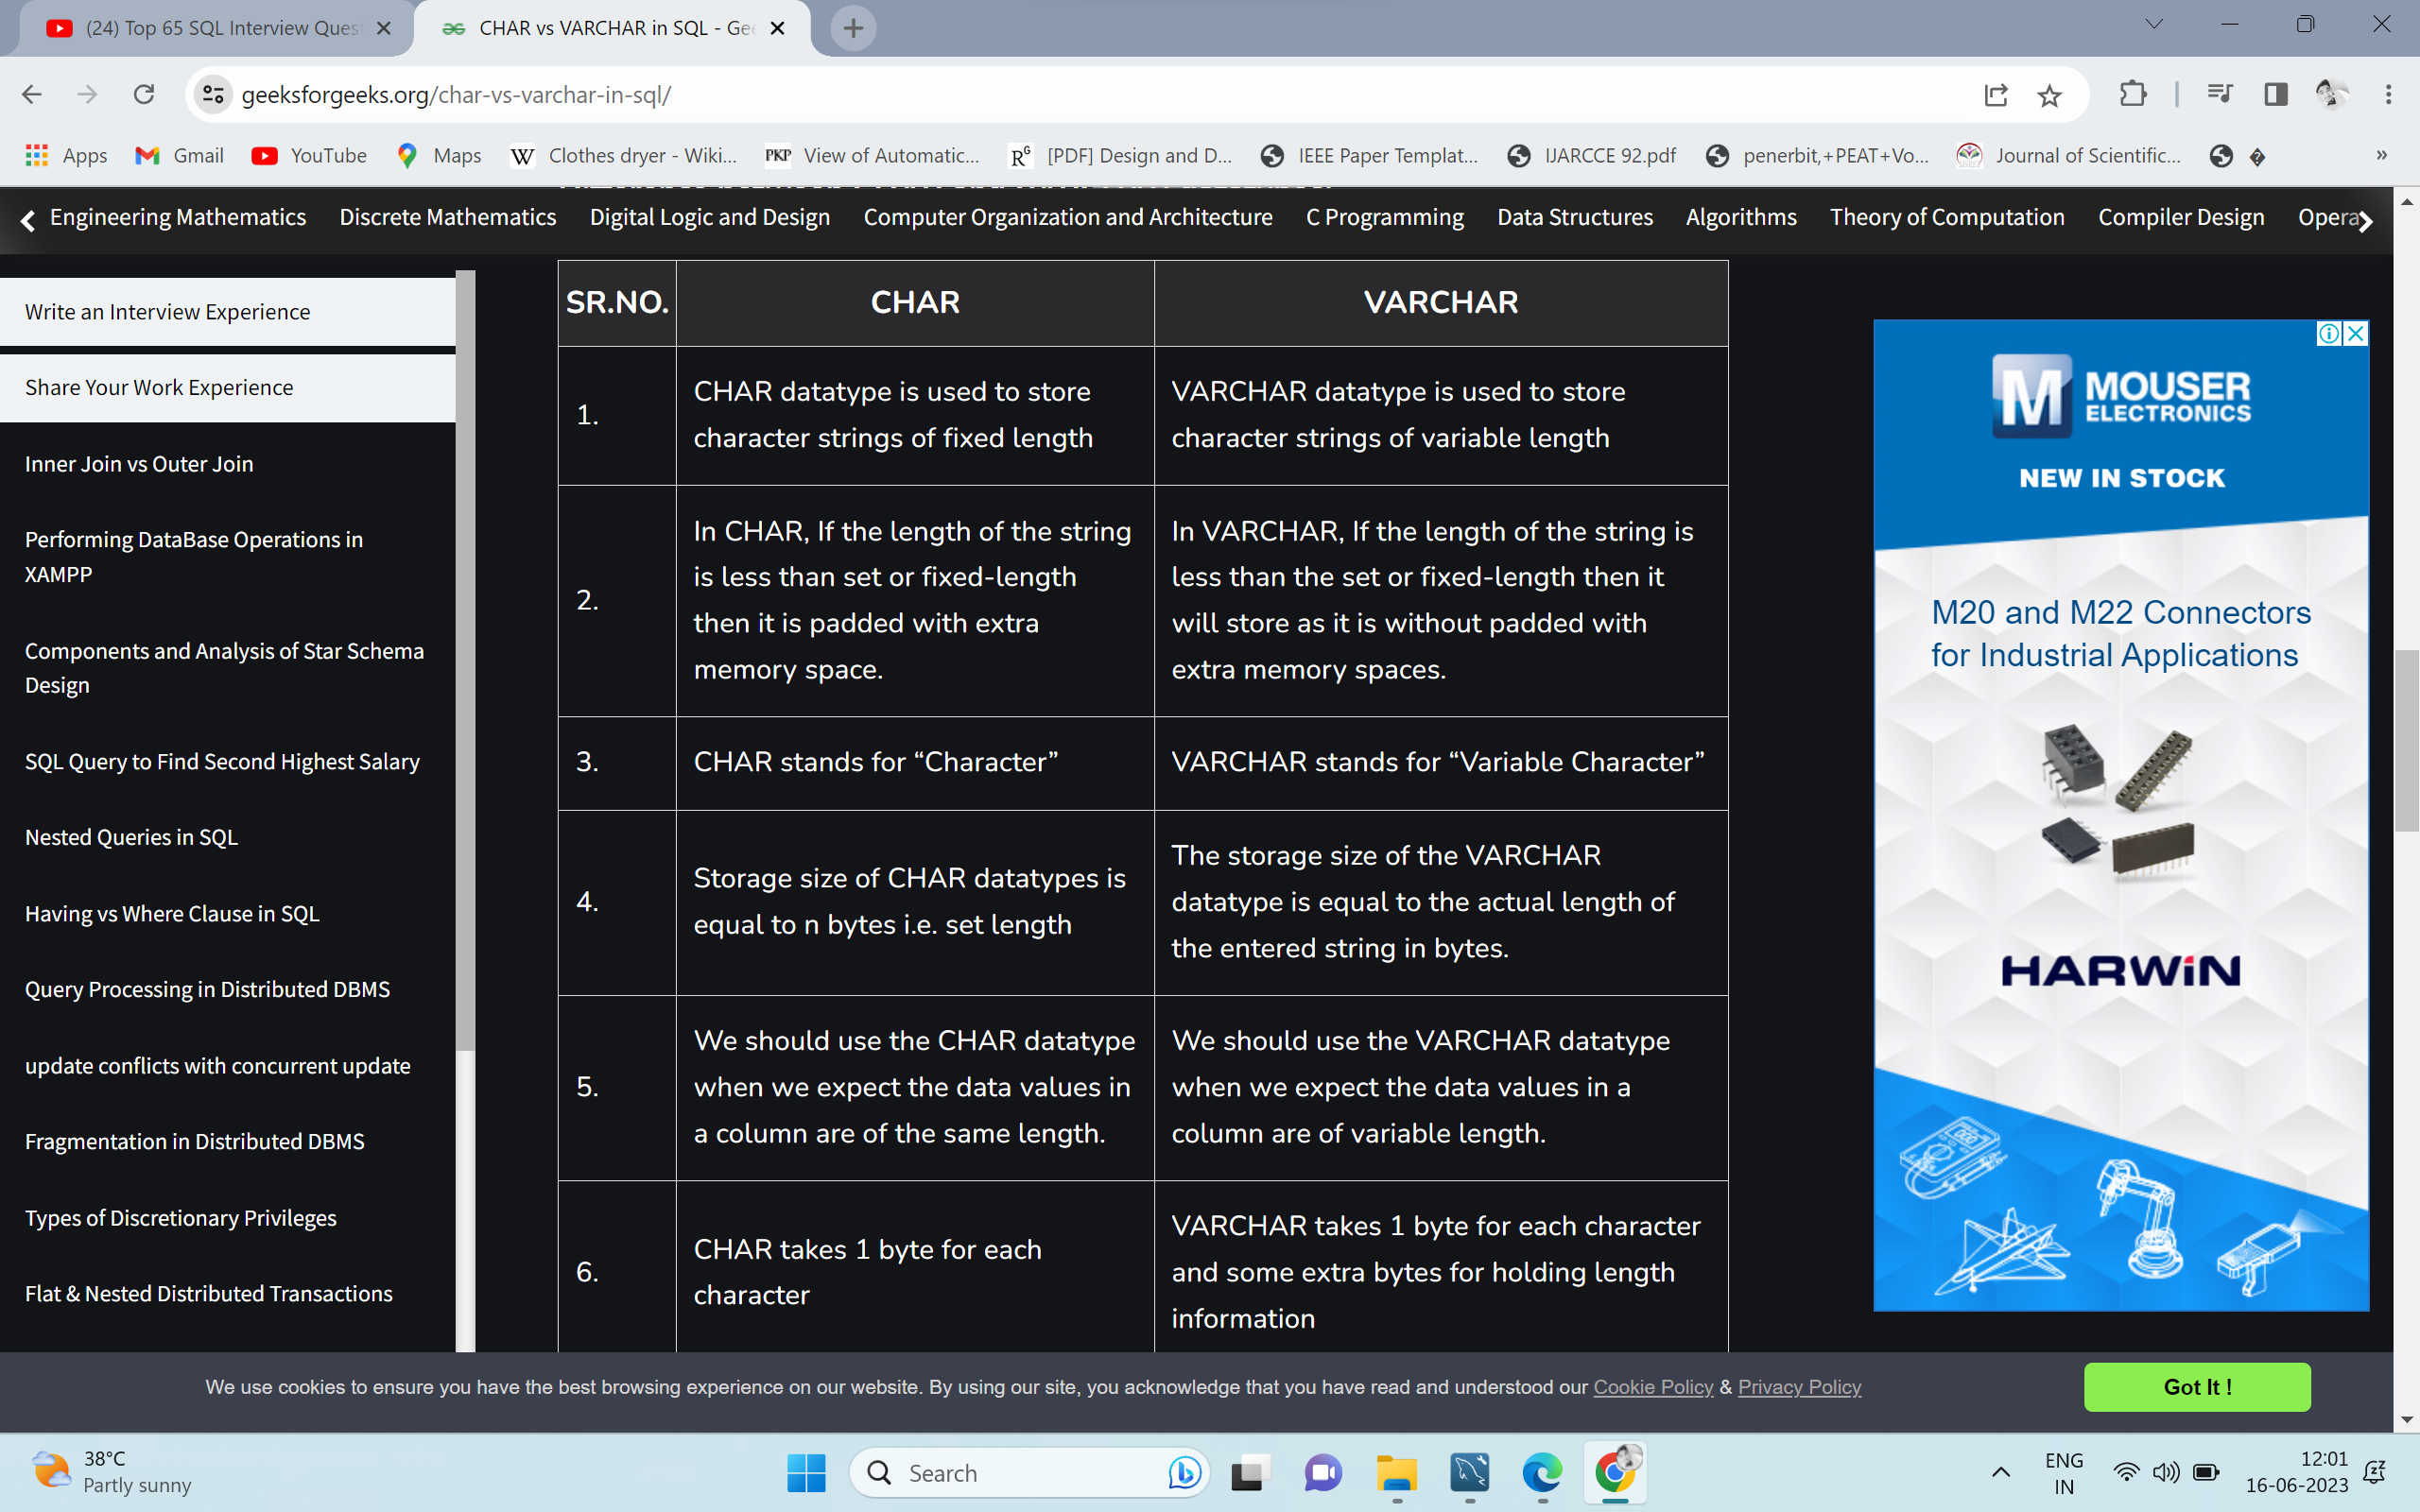 (24) Top 65 SQL Interview Ques
CHAR vs VARCHAR in SQL - Gee
geeksforgeeks.org/char-vs-varchar-in-sql/
Apps
Gmail
YouTube
Maps
W
Clothes dryer - Wiki...
PKP
View of Automatic...
RG
[PDF] Design and D...
IEEE Paper Templat...
IJARCCE 92.pdf
penerbit,+PEAT+Vo...
Journal of Scientific...
»
Engineering Mathematics
Discrete Mathematics
Digital Logic and Design
Computer Organization and Architecture
C Programming
Data Structures
Algorithms
Theory of Computation
Compiler Design
Opera
Write an Interview Experience
Share Your Work Experience
Inner Join vs Outer Join
Performing DataBase Operations in
XAMPP
Components and Analysis of Star Schema
Design
SQL Query to Find Second Highest Salary
Nested Queries in SQL
Having vs Where Clause in SQL
Query Processing in Distributed DBMS
update conflicts with concurrent update
Fragmentation in Distributed DBMS
Types of Discretionary Privileges
Flat & Nested Distributed Transactions
SR.NO.
CHAR
VARCHAR
1.
CHAR datatype is used to store
character strings of fixed length
VARCHAR datatype is used to store
character strings of variable length
2.
In CHAR, If the length of the string
is less than set or fixed-length
then it is padded with extra
memory space.
In VARCHAR, If the length of the string is
less than the set or fixed-length then it
will store as it is without padded with
extra memory spaces.
3.
CHAR stands for “Character”
VARCHAR stands for “Variable Character”
4.
Storage size of CHAR datatypes is
equal to n bytes i.e. set length
The storage size of the VARCHAR
datatype is equal to the actual length of
the entered string in bytes.
5.
We should use the CHAR datatype
when we expect the data values in
a column are of the same length.
We should use the VARCHAR datatype
when we expect the data values in a
column are of variable length.
6.
CHAR takes 1 byte for each
character
VARCHAR takes 1 byte for each character
and some extra bytes for holding length
information
M
MOUSER
ELECTRONICS
NEW IN STOCK
M20 and M22 Connectors
for Industrial Applications
HARWiN
We use cookies to ensure you have the best browsing experience on our website. By using our site, you acknowledge that you have read and understood our Cookie Policy & Privacy Policy
Got It !
38°C
Partly sunny
Search
ENG
IN
12:01
16-06-2023